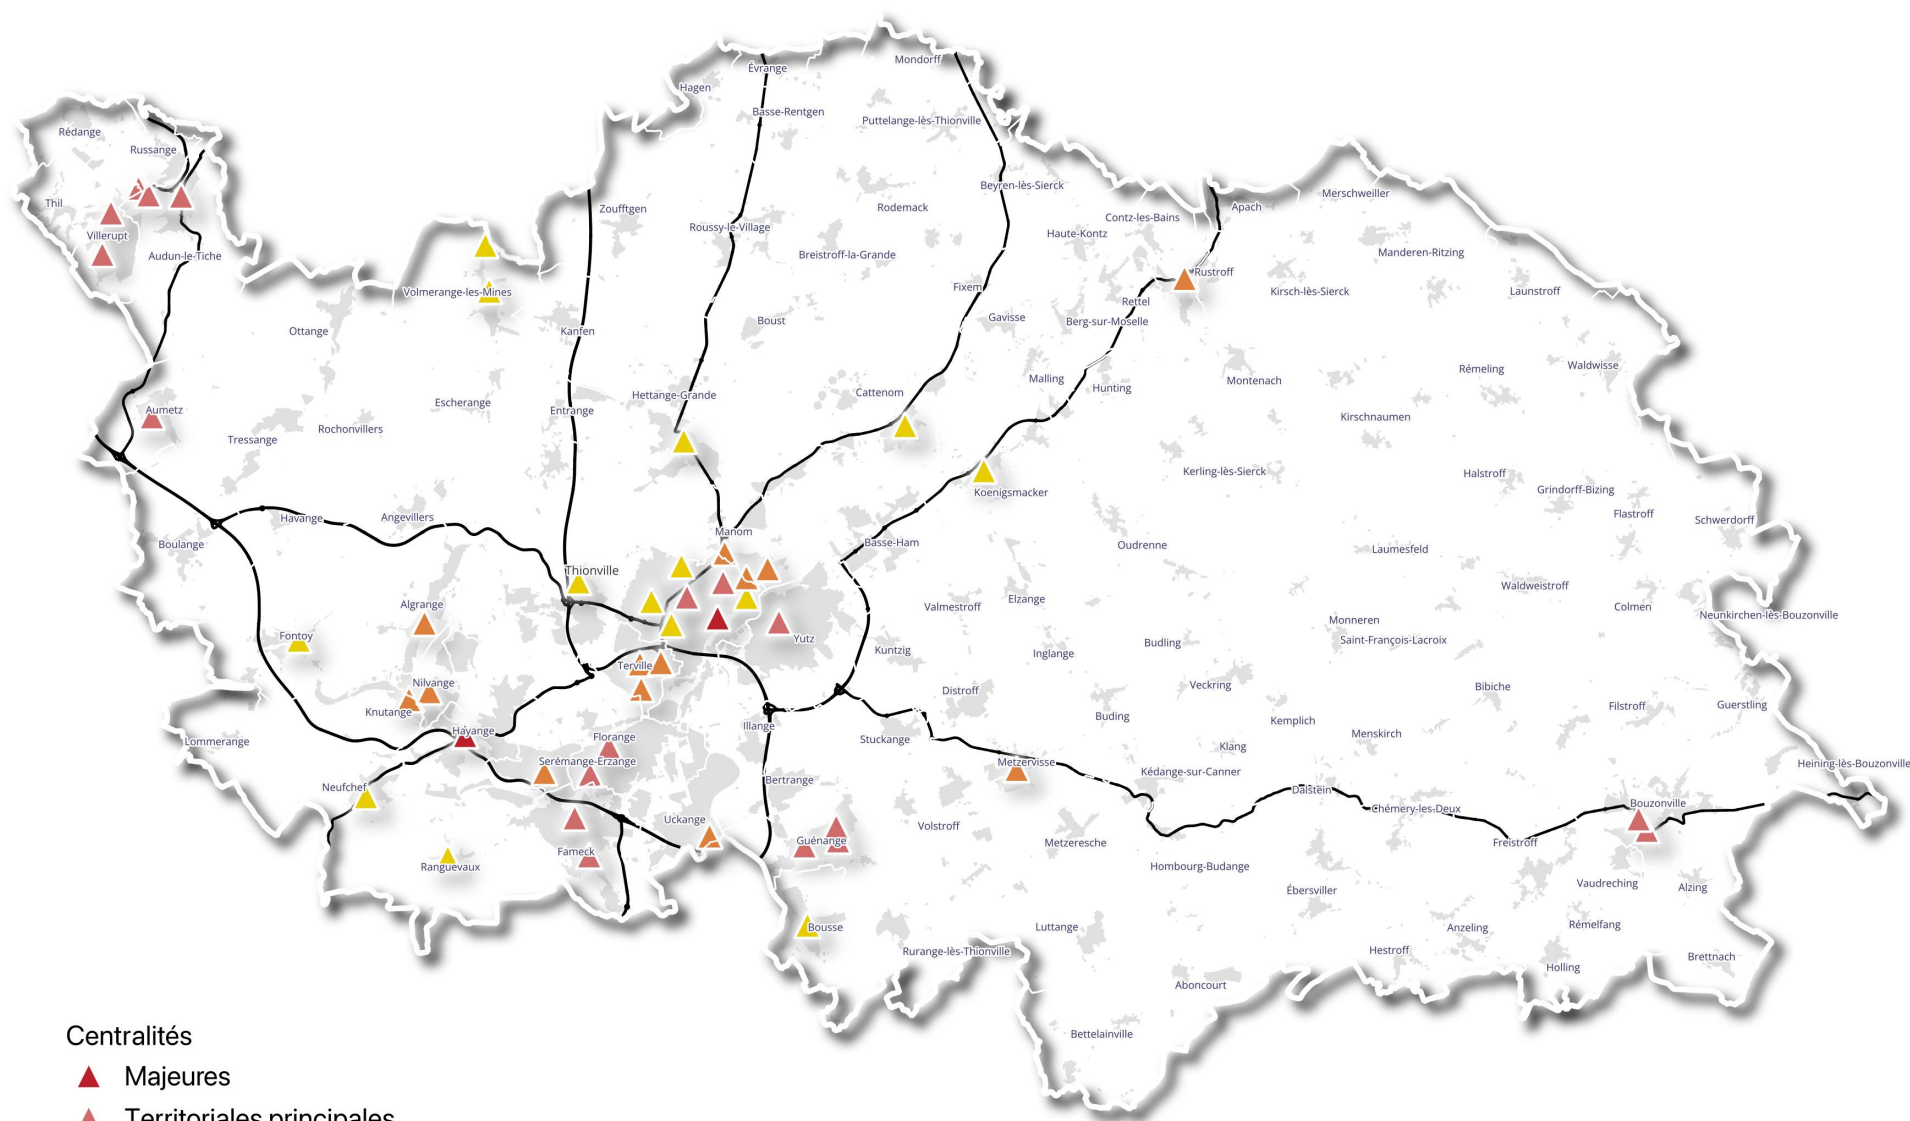 Mondorff
Évrange
Hagen
Basse-Rentgen
Puttelange-lès-Thionville
Rédange
Russange
Beyren-lès-Sierck
Merschweiller
Thil
Zoufftgen
Rodemack
Apach
Contz-les-Bains
Roussy-le-Village
Haute-Kontz
Villerupt
Audun-le-Tiche
Breistroff-la-Grande
Manderen-Ritzing
Rustroff
Volmerange-les-Mines
Fixem
Kirsch-lès-Sierck
Launstroff
Rettel
Ottange
Kanfen
Boust
Gavisse
Berg-sur-Moselle
Rémeling
Waldwisse
Malling
Montenach
Hunting
Hettange-Grande
Cattenom
Escherange
Entrange
Aumetz
Kirschnaumen
Rochonvillers
Tressange
Kerling-lès-Sierck
Halstroff
Koenigsmacker
Grindorff-Bizing
Flastroff
Havange
Angevillers
Schwerdorff
Manom
Boulange
Basse-Ham
Oudrenne
Laumesfeld
Thionville
Waldweistroff
Algrange
Valmestroff
Elzange
Colmen
Neunkirchen-lès-Bouzonville
Monneren
Fontoy
Yutz
Saint-François-Lacroix
Budling
Kuntzig
Inglange
Terville
Nilvange
Distroff
Veckring
Bibiche
Knutange
Filstroff
Guerstling
Buding
Kemplich
Illange
Hayange
Menskirch
Florange
Lommerange
Stuckange
Klang
Serémange-Erzange
Metzervisse
Heining-lès-Bouzonville
Kédange-sur-Canner
Bertrange
Neufchef
Dalstein
Bouzonville
Chémery-les-Deux
Uckange
Volstroff
Guénange
Metzeresche
Freistroff
Fameck
Ranguevaux
Hombourg-Budange
Vaudreching
Alzing
Ébersviller
Bousse
Luttange
Anzeling
Rémelfang
Rurange-lès-Thionville
Hestroff
Brettnach
Holling
Aboncourt
Bettelainville
Centralités
Majeures
Territoriales principales